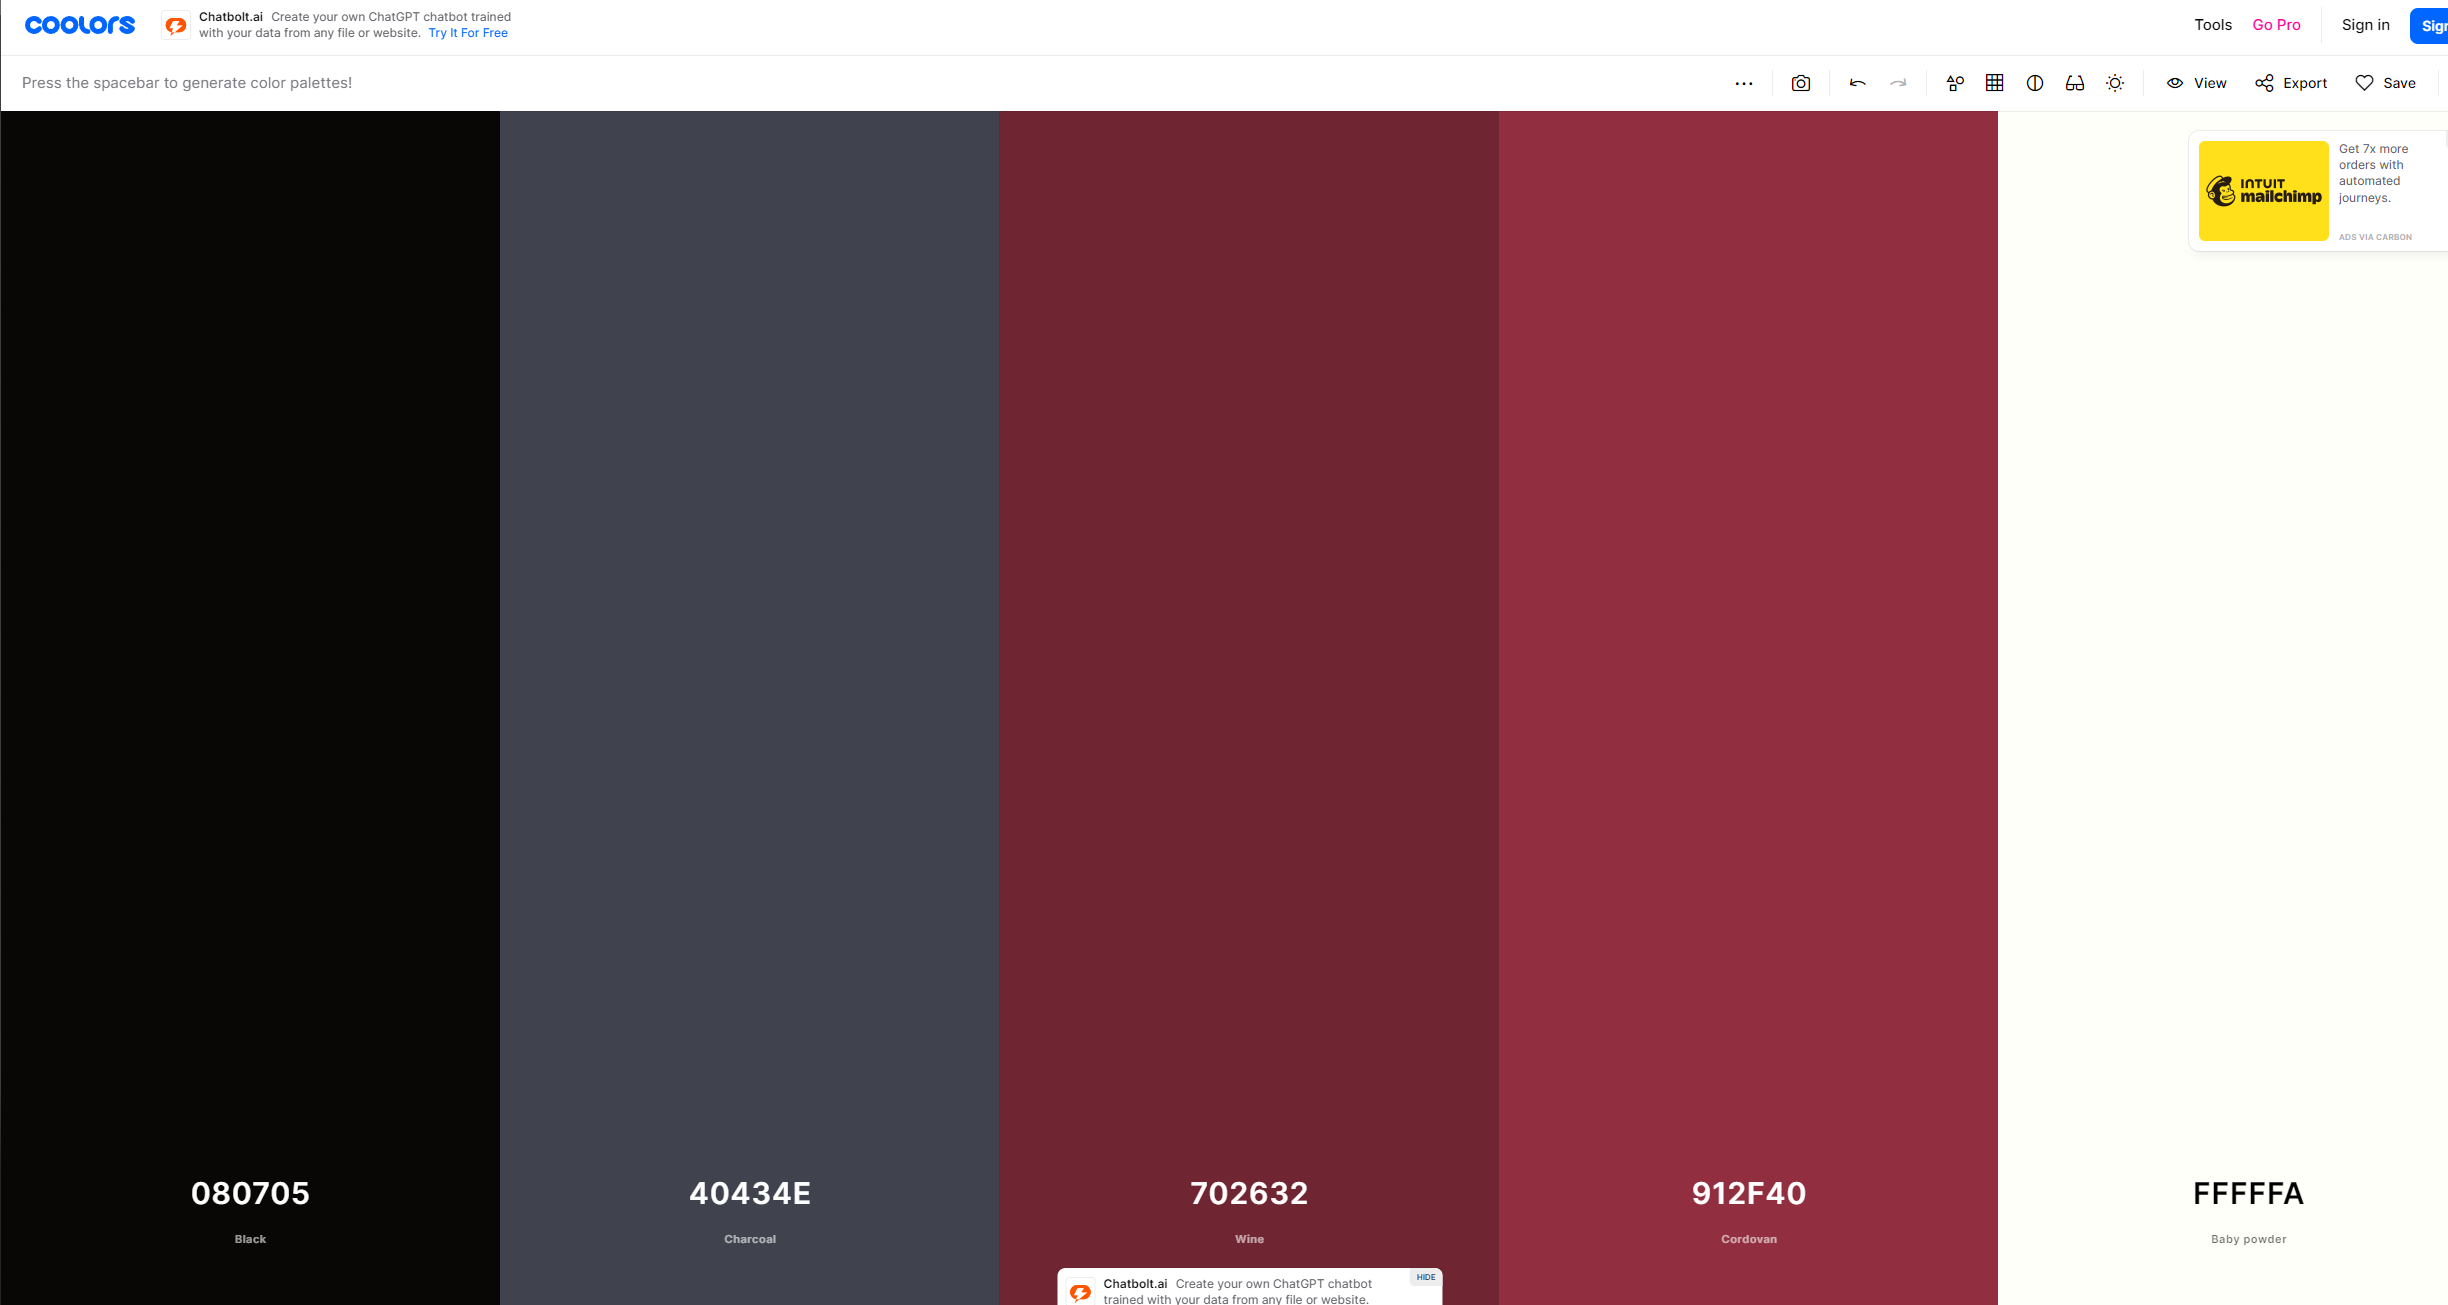 coolors
Chatbolt.ai Create your own ChatGPT chatbot trained
with your data from any file or website. Try It For Free
Tools
Go Pro
Sign in
Sign
Press the spacebar to generate color palettes!
View
Export
Save
Get 7x more
orders with
automated
journeys.
INTUIT
mailchimp
ADS VIA CARBON
080705
Black
40434E
Charcoal
702632
Wine
912F40
Cordovan
FFFFFA
Baby powder
Chatbolt.ai Create your own ChatGPT chatbot
trained with your data from any file or website.
HIDE